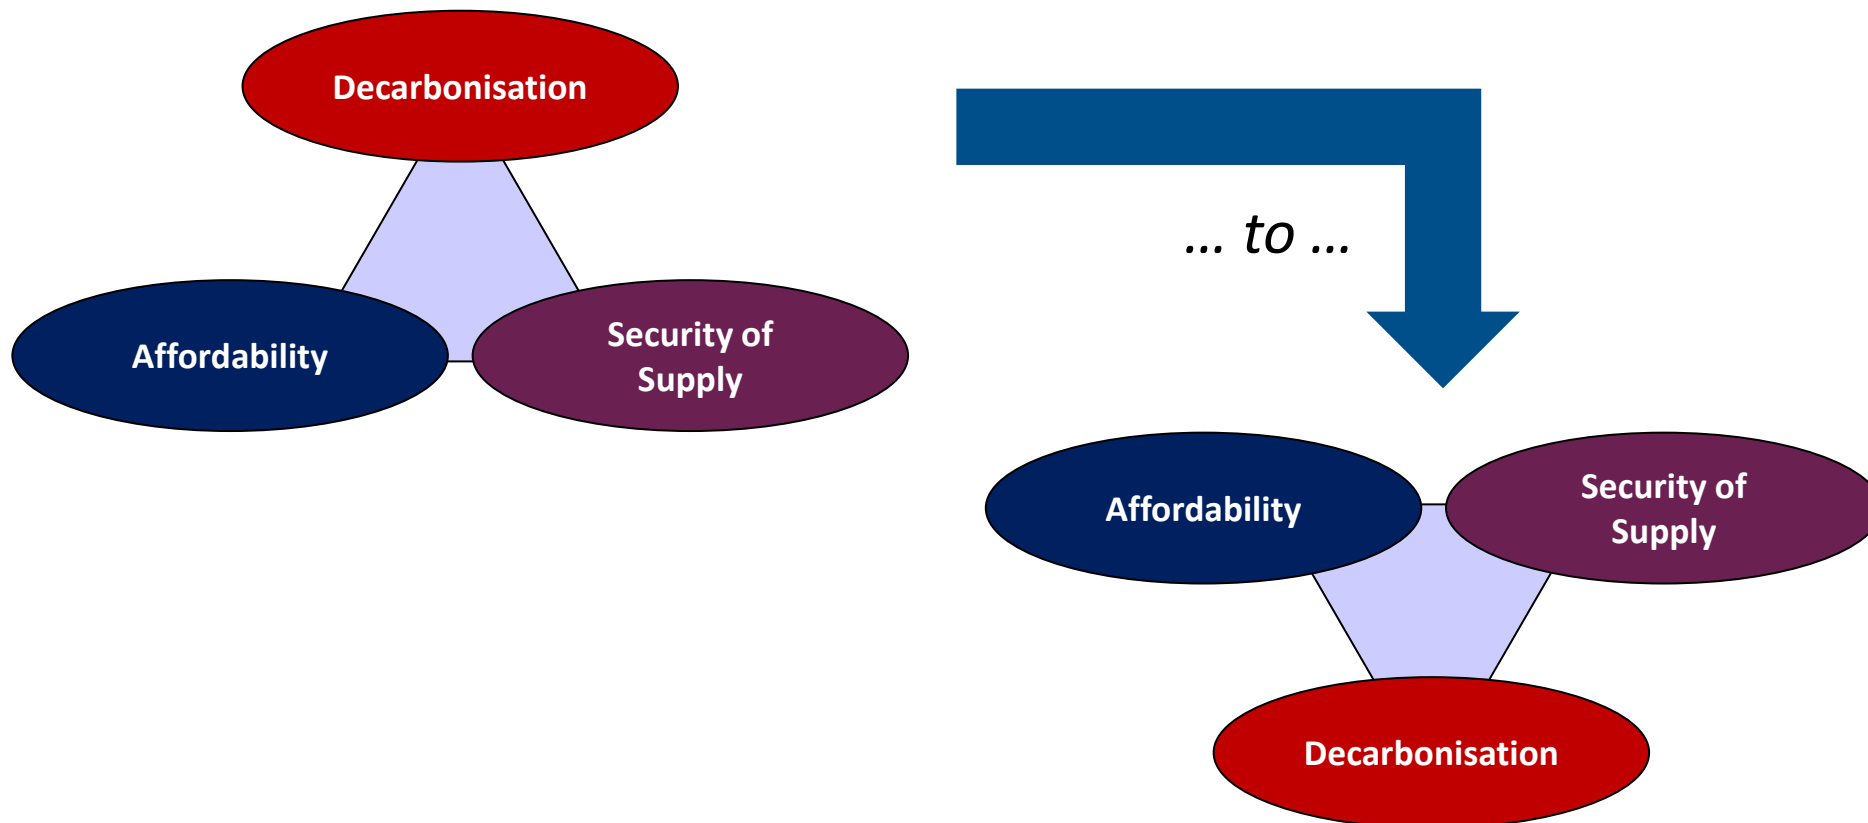 Decarbonisation
Affordability
Security of
Supply
… to …
Affordability
Security of
Supply
Decarbonisation